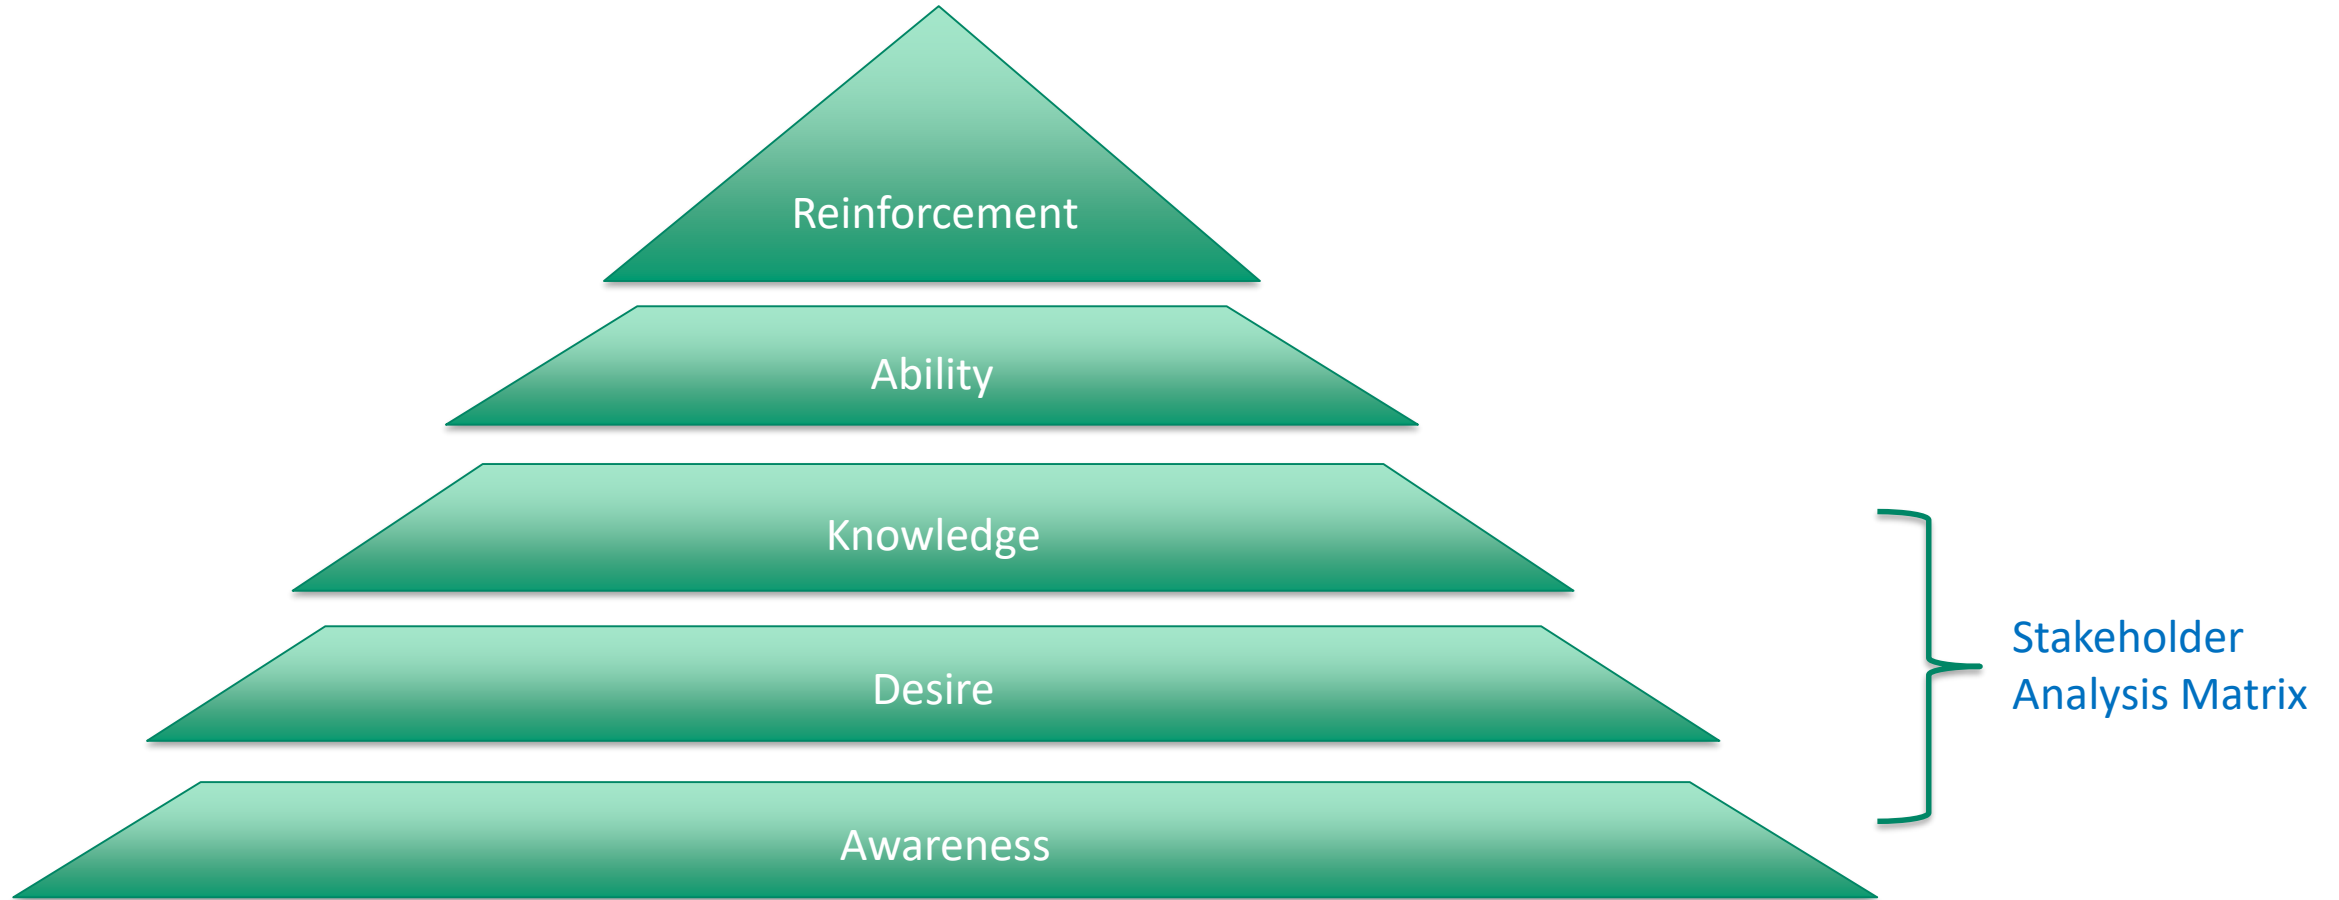 Reinforcement
Ability
Knowledge
Desire
Awareness
Stakeholder
Analysis Matrix